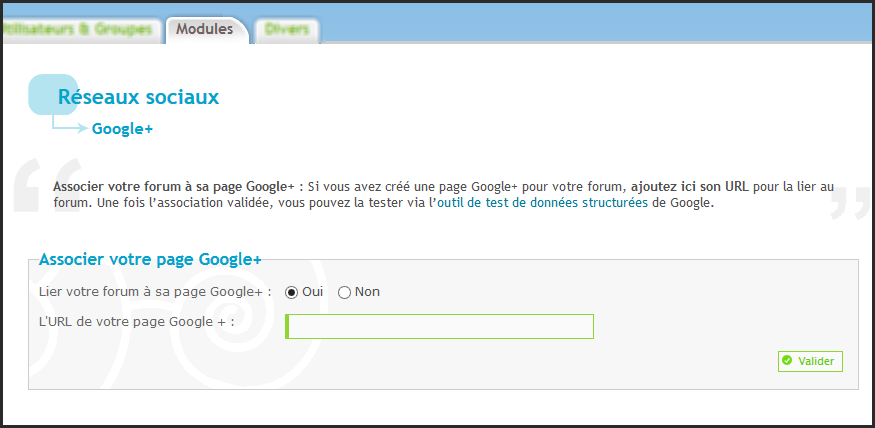 Utilisateurs & Groupes Modules Divers
Réseaux sociaux
Google+
Associer votre forum à sa page Google+ : Si vous avez créé une page Google+ pour votre forum, ajoutez ici son URL pour la lier au
forum. Une fois l'association validée, vous pouvez la tester via l'outil de test de données structurées de Google.
Associer votre page Google+
Lier votre forum à sa page Google+ : Oui Non
L'URL de votre page Google + :
Valider